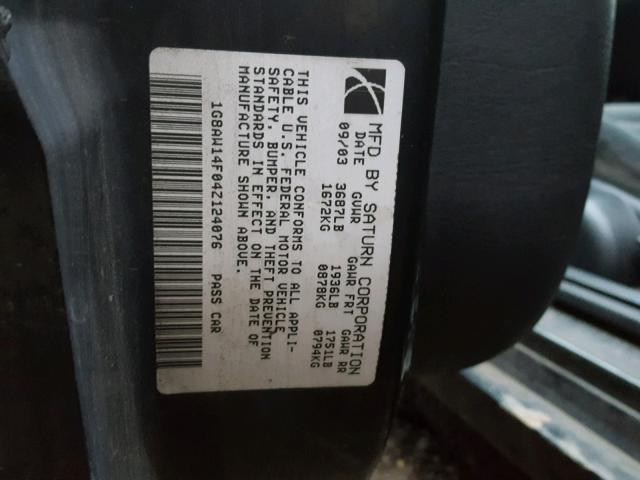 MFD BY SATURN CORPORATION
DATE GVWR GAWR FRT GAWR RR
09/03 3687LB 1936LB 1751LB
1672KG 0878KG 0794KG
THIS VEHICLE CONFORMS TO ALL APPLI-
CABLE U.S. FEDERAL MOTOR VEHICLE
SAFETY, BUMPER, AND THEFT PREVENTION
STANDARDS IN EFFECT ON THE DATE OF
MANUFACTURE SHOWN ABOVE.
1G8AW14F04Z124076 PASS CAR